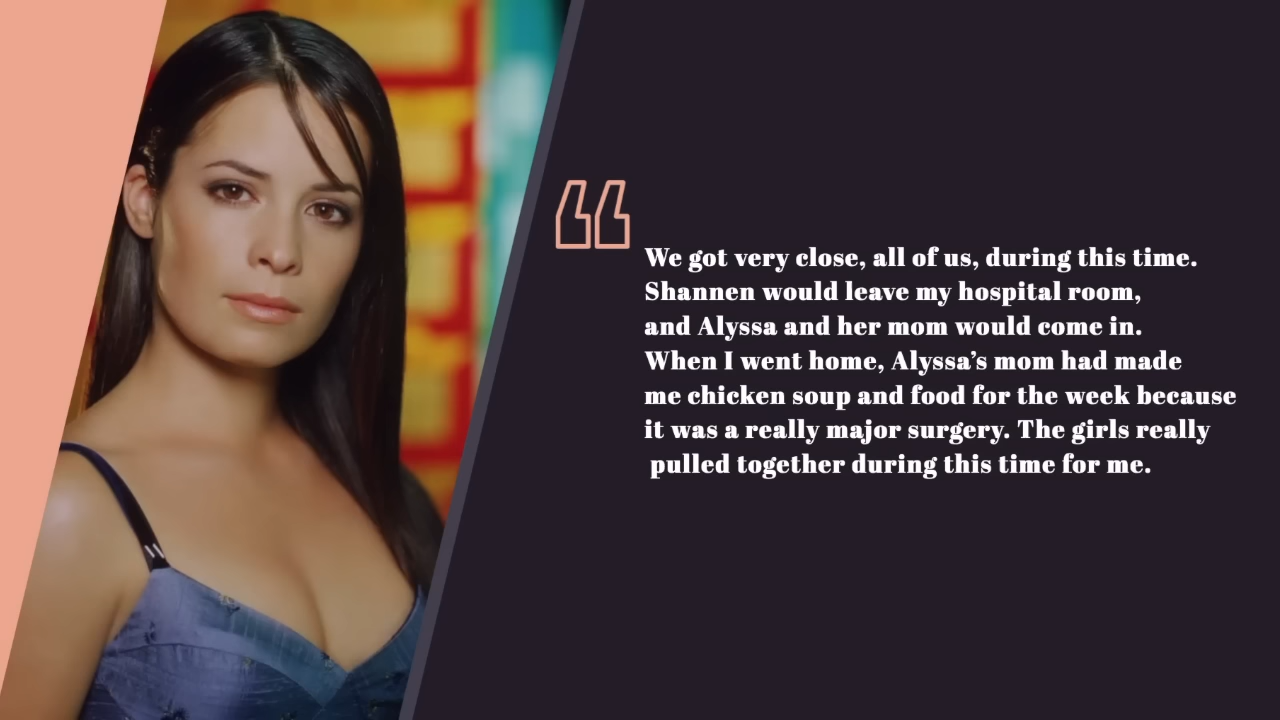 We got very close, all of us, during this time.
Shannen would leave my hospital room,
and Alyssa and her mom would come in.
When I went home, Alyssa’s mom had made
me chicken soup and food for the week because
it was a really major surgery. The girls really
pulled together during this time for me.